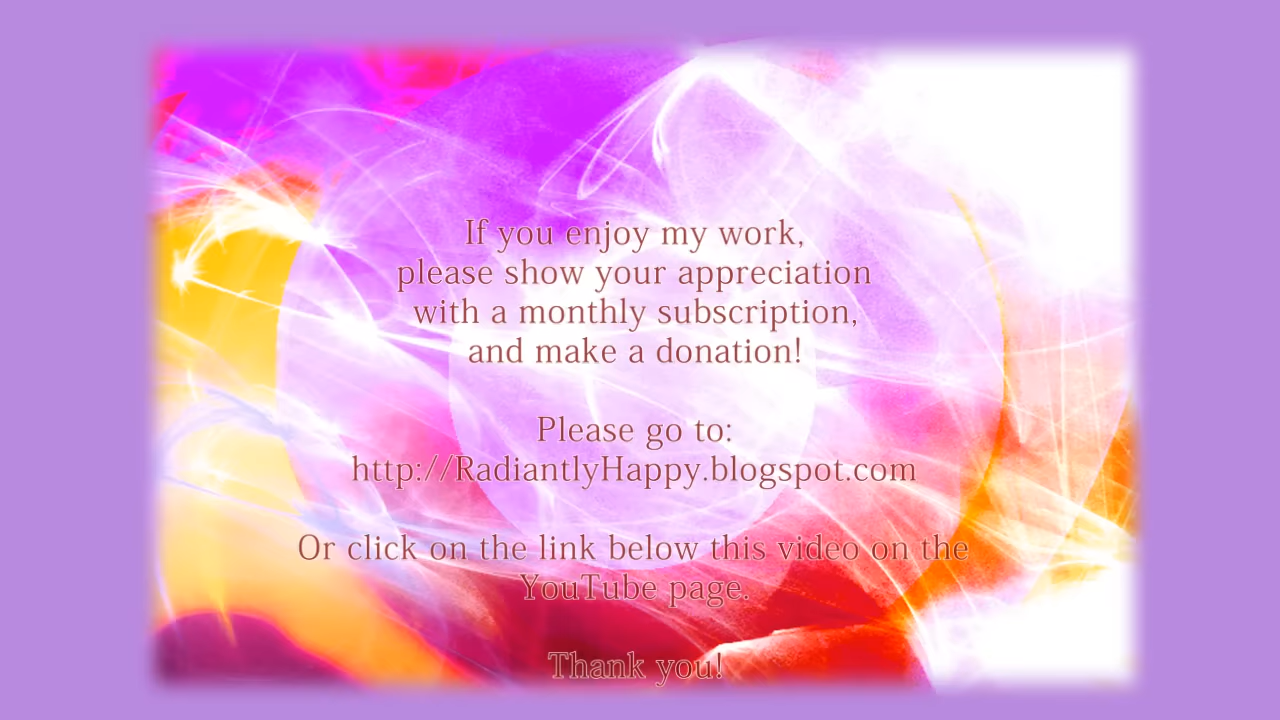 If you enjoy my work,
please show your appreciation
with a monthly subscription,
and make a donation!
Please go to:
http://RadiantlyHappy.blogspot.com
Or click on the link below this video on the
YouTube page.
Thank you!